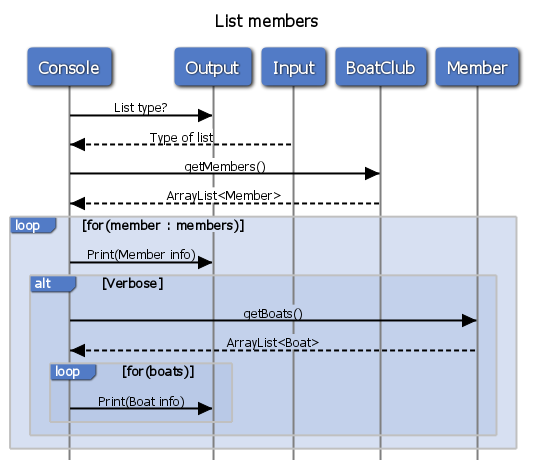 List members
Console Output Input BoatClub Member
List type?
Type of list
getMembers()
ArrayList<Member>
loop [for(member : members)]
Print(Member info)
alt [Verbose]
getBoats()
ArrayList<Boat>
loop [for(boats)]
Print(Boat info)